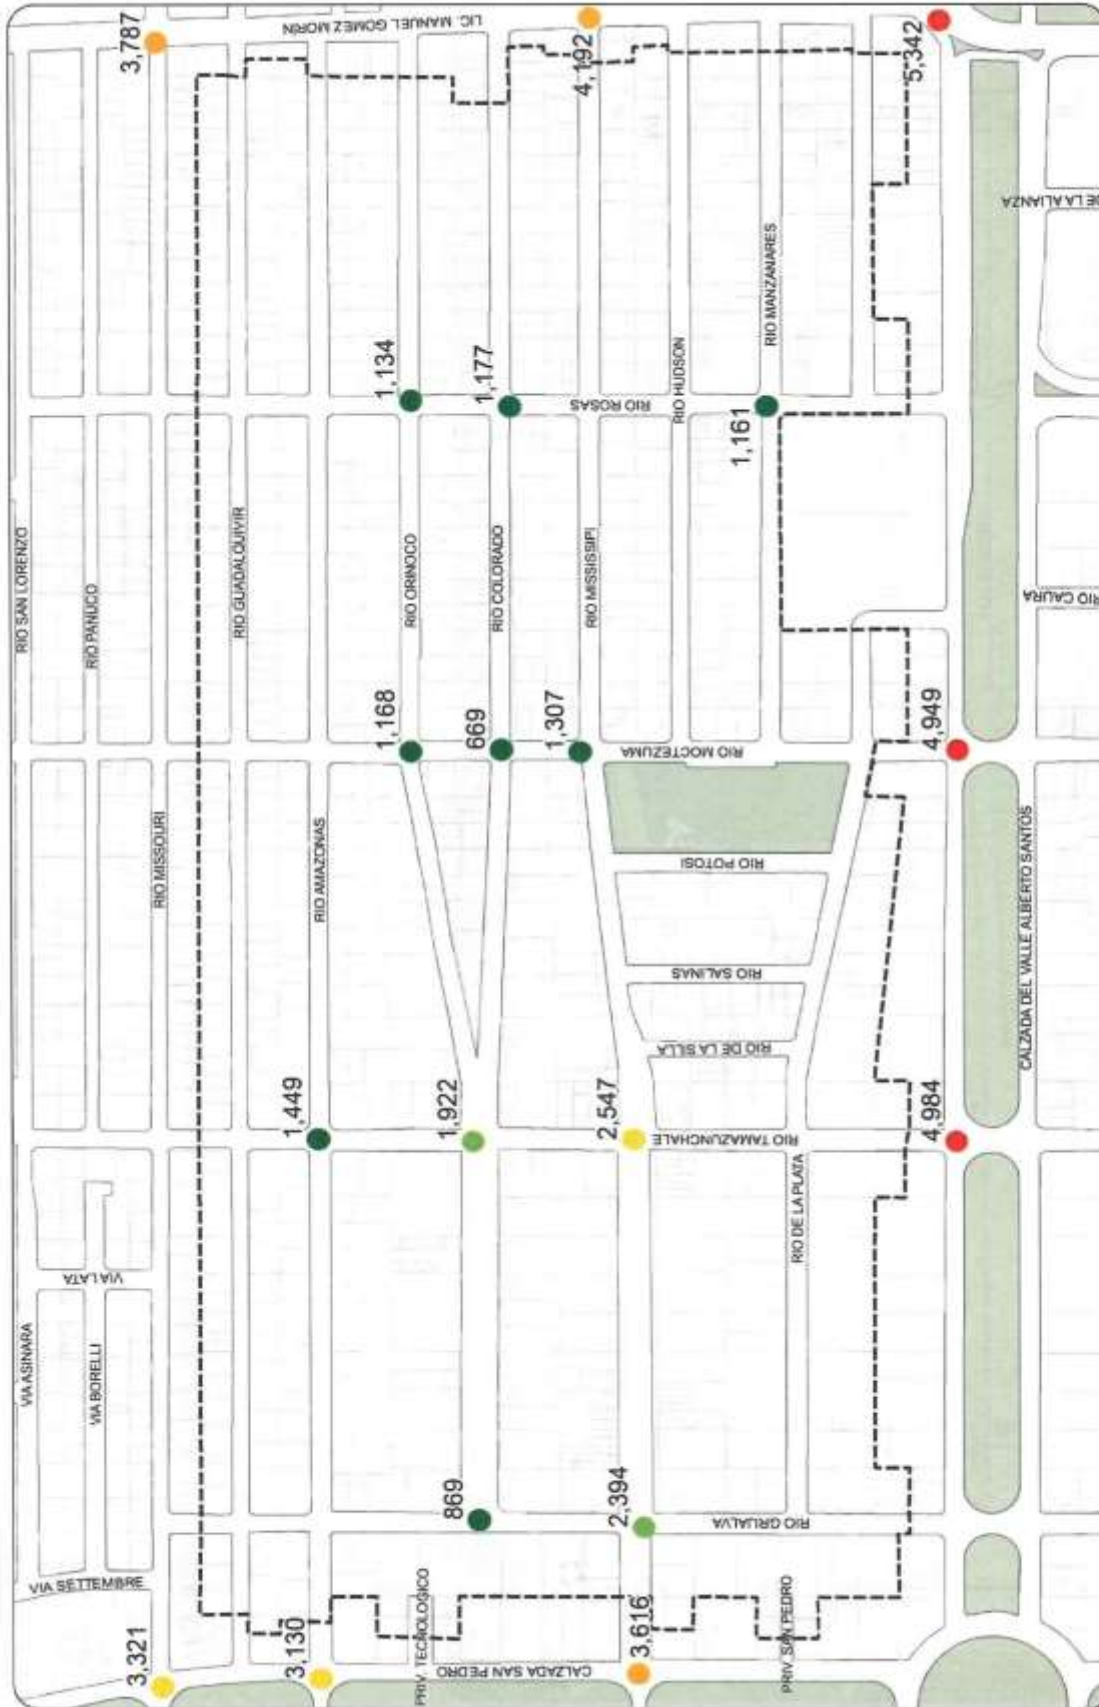 LIC. MANUEL GOMEZ MORÍN
3,787
4,192
5,342
DE LA ALIANZA
RIO MANZANARES
1,134
1,177
RIO ROSAS
RIO HUDSON
1,161
RIO SAN LORENZO
RIO PANUCO
RIO GUADALQUIVIR
RIO ORINOCO
RIO COLORADO
RIO MISSISSIPI
RIO CAURA
1,168
669
1,307
RIO MOCTEZUMA
4,949
RIO MISSOURI
RIO AMAZONAS
RIO POTOSI
RIO SALINAS
RIO DE LA SILLA
CALZADA DEL VALLE ALBERTO SANTOS
1,449
1,922
2,547
RIO TAMAZUNCHALE
4,984
RIO DE LA PLATA
VIA LATA
VIA ASINARA
VIA BORELLI
869
2,394
RIO GRIJALVA
VIA SETTEMBRE
3,321
3,130
PRIV. TECNOLOGICO
CALZADA SAN PEDRO
3,616
PRIV. SAN PEDRO